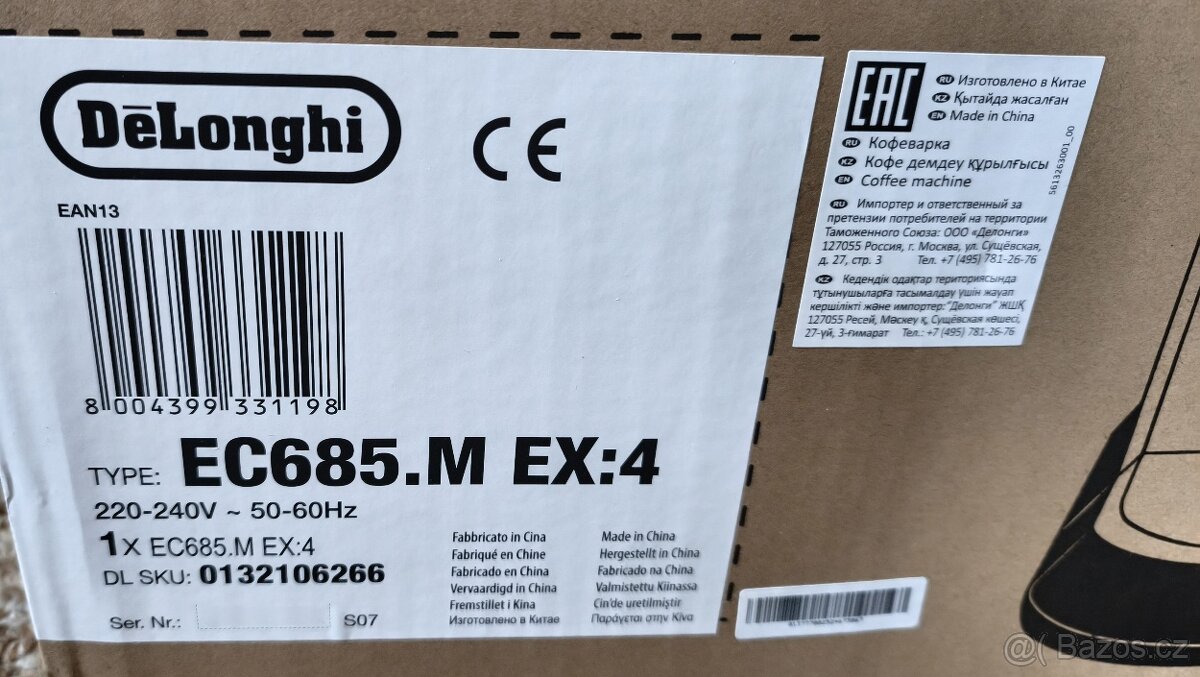 DēLonghi
CE
EAN13
8 004399 331198
TYPE: EC685.M EX:4
220-240V ~ 50-60Hz
1x EC685.M EX:4
DL SKU: 0132106266
Ser. Nr.: S07
Fabbricato in Cina
Fabriqué en Chine
Fabricado en China
Vervaardigd in China
Fremstillet i Kina
Изготовлено в Китае
Made in China
Hergestellt in China
Fabricado na China
Valmistettu Kiinassa
Cin'de uretilmiştir
Παράγεται στην Κίνα
EAC
RU Изготовлено в Китае
KZ Қытайда жасалған
EN Made in China
RU Кофеварка
KZ Кофе демдеу құрылғысы
EN Coffee machine
5613263001_00
RU Импортер и ответственный за
претензии потребителей на территории
Таможенного Союза: ООО «Делонги»
127055 Россия, г. Москва, ул. Сущёвская,
д. 27, стр. 3 Тел. +7 (495) 781-26-76
KZ Кедендік одақтар териториясында
тұтынушыларға тасымалдау үшін жауап
кершілікті және импортер:"Делонги" ЖШҚ
127055 Ресей, Мәскеу қ, Сущёвская көшесі,
27-үй, 3-ғимарат Тел.: +7 (495) 781-26-76
@( Bazos.cz